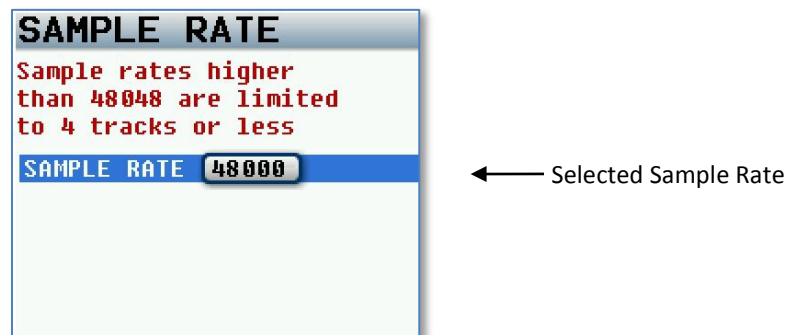 SAMPLE RATE
Sample rates higher
than 48048 are limited
to 4 tracks or less
SAMPLE RATE 48000
Selected Sample Rate